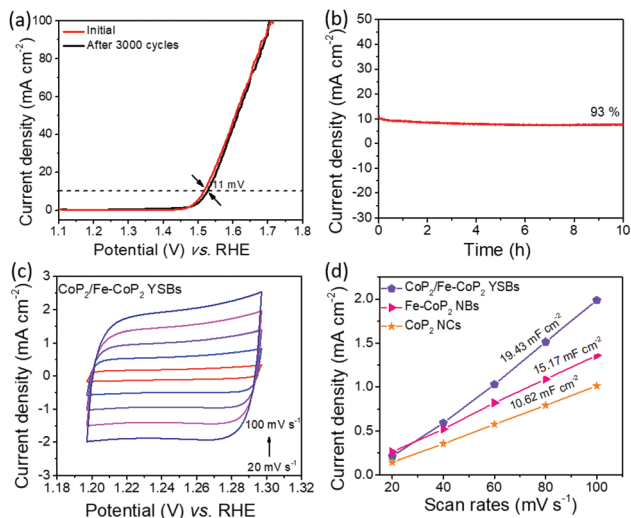 (a)
Initial
After 3000 cycles
11 mV
100
80
60
40
20
0
1.1 1.2 1.3 1.4 1.5 1.6 1.7 1.8
Current density (mA cm⁻²)
Potential (V) vs. RHE
(b)
93 %
50
40
30
20
10
0
-10
-20
-30
0 2 4 6 8 10
Current density (mA cm⁻²)
Time (h)
(c)
CoP₂/Fe-CoP₂ YSBs
100 mV s⁻¹
20 mV s⁻¹
3
2
1
0
-1
-2
-3
1.18 1.20 1.22 1.24 1.26 1.28 1.30 1.32
Current density (mA cm⁻²)
Potential (V) vs. RHE
(d)
CoP₂/Fe-CoP₂ YSBs
Fe-CoP₂ NBs
CoP₂ NCs
19.43 mF cm⁻²
15.17 mF cm⁻²
10.62 mF cm⁻²
2.0
1.5
1.0
0.5
0.0
20 40 60 80 100
Current density (mA cm⁻²)
Scan rates (mV s⁻¹)